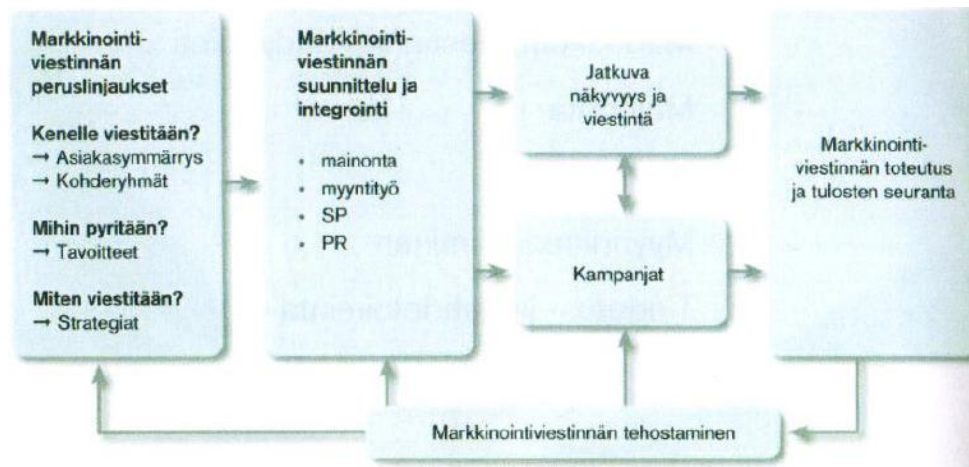 Markkinointi-
viestinnän
peruslinjaukset
Kenelle viestitään?
→ Asiakasymmärrys
→ Kohderyhmät
Mihin pyritään?
→ Tavoitteet
Miten viestitään?
→ Strategiat
Markkinointi-
viestinnän
suunnittelu ja
integrointi
• mainonta
• myyntityö
• SP
• PR
Jatkuva
näkyvyys ja
viestintä
Kampanjat
Markkinointi-
viestinnän toteutus
ja tulosten seuranta
Markkinointiviestinnän tehostaminen